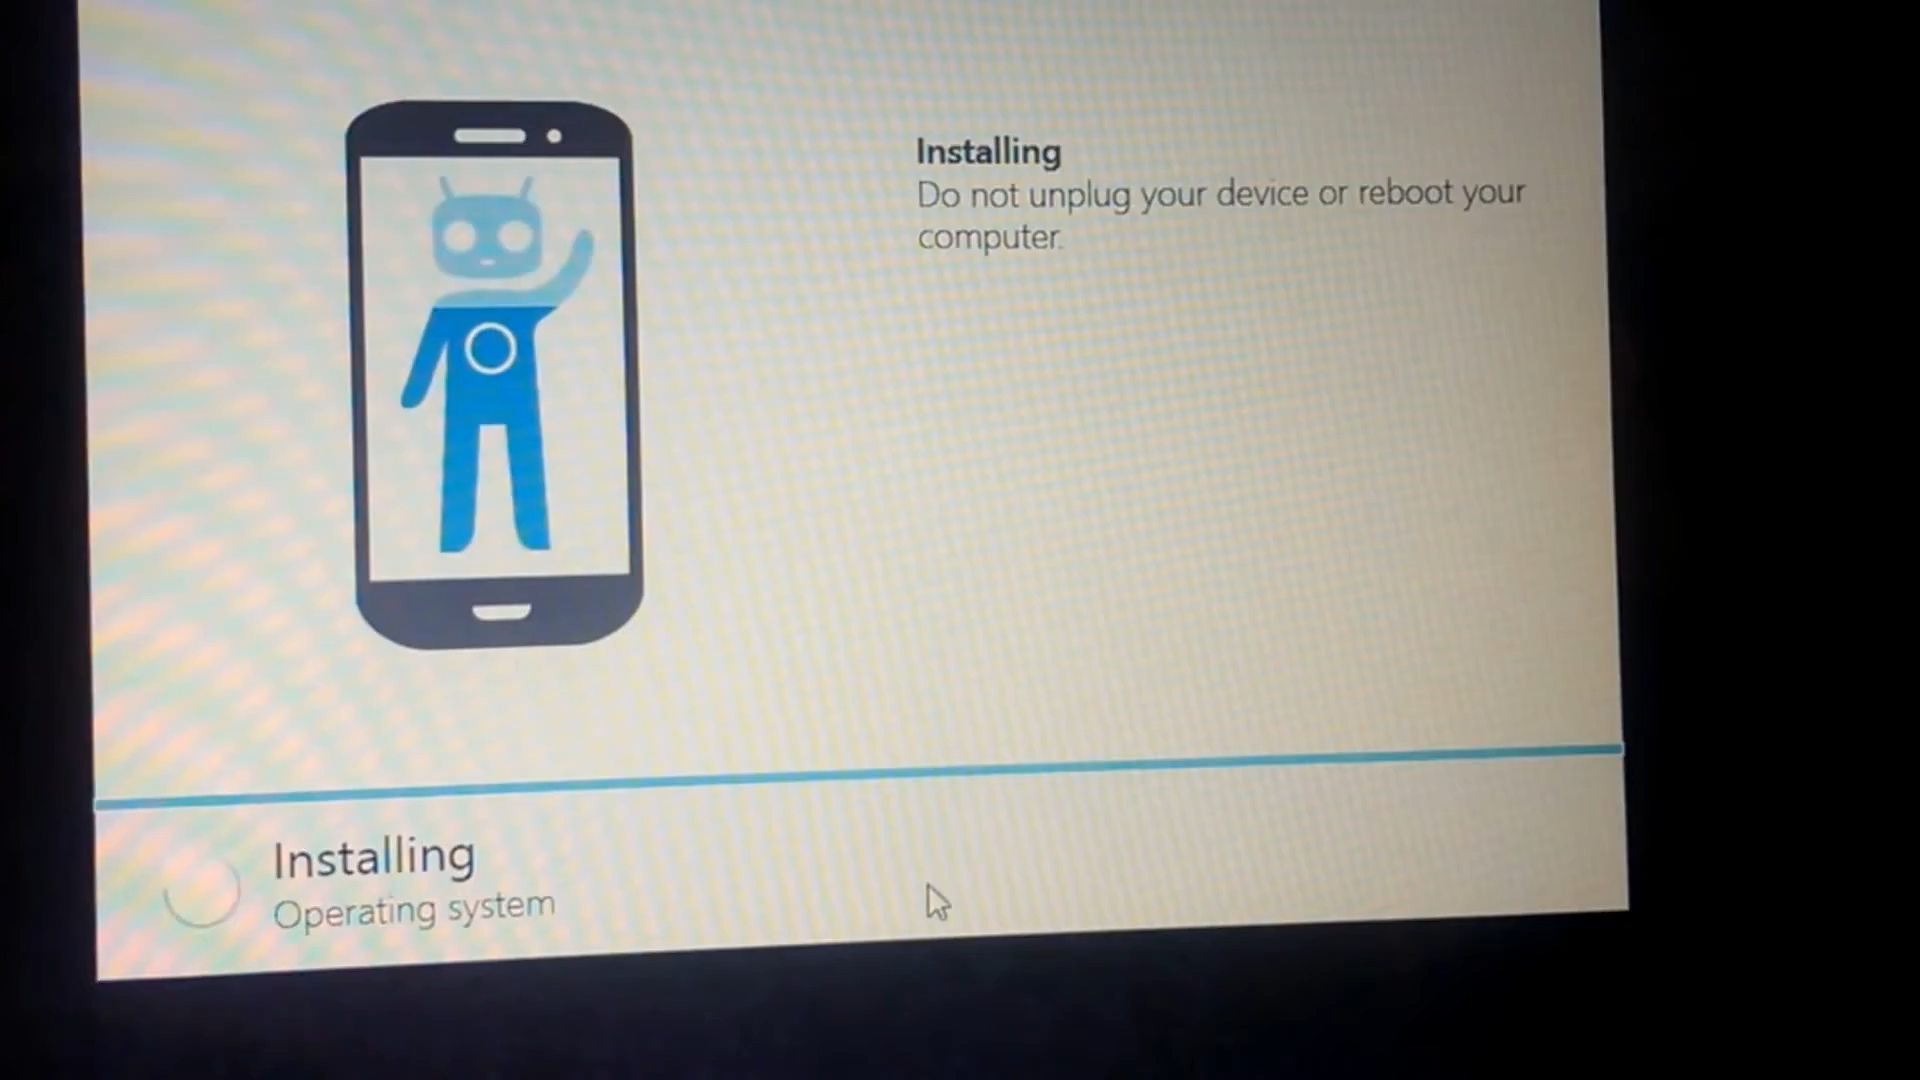 Installing
Do not unplug your device or reboot your
computer.
Installing
Operating system